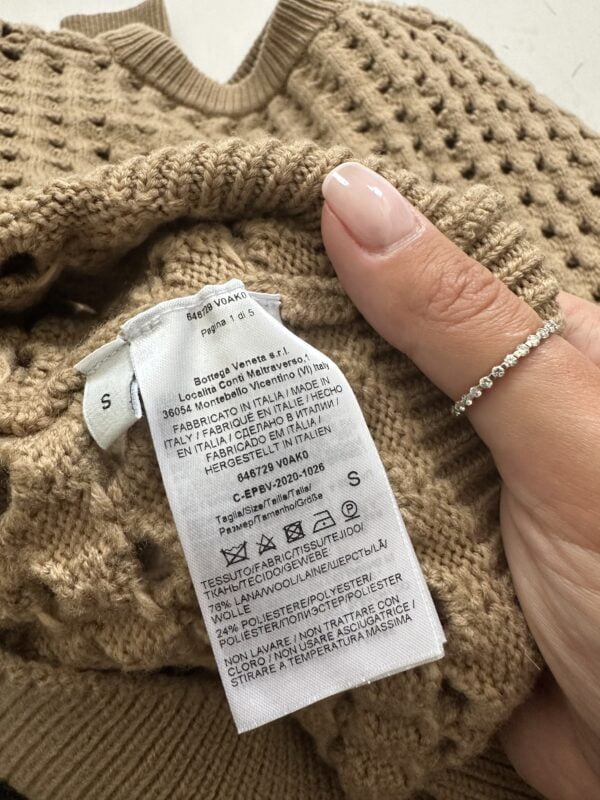 646729 V0AK0
Pagina 1 di 5
Bottega Veneta s.r.l.
Località Conti Maltraverso,1
36054 Montebello Vicentino (VI) Italy
FABBRICATO IN ITALIA / MADE IN
ITALY / FABRIQUÉ EN ITALIE / HECHO
EN ITALIA / СДЕЛАНО В ИТАЛИИ /
FABRICADO EM ITÁLIA /
HERGESTELLT IN ITALIEN
646729 V0AK0
C-EPBV-2020-1026
Taglia/Size/Taille/Talla/
Размер/Tamanho/Größe
S
P
TESSUTO/FABRIC/TISSU/TEJIDO/
ТКАНЬ/TECIDO/GEWEBE
76% LANA/WOOL/LAINE/ШЕРСТЬ/LÃ/
WOLLE
24% POLIESTERE/POLYESTER/
POLIÉSTER/ПОЛИЭСТЕР/POLYESTER
NON LAVARE / NON TRATTARE CON
CLORO / NON USARE ASCIUGATRICE /
STIRARE A TEMPERATURA MASSIMA
S